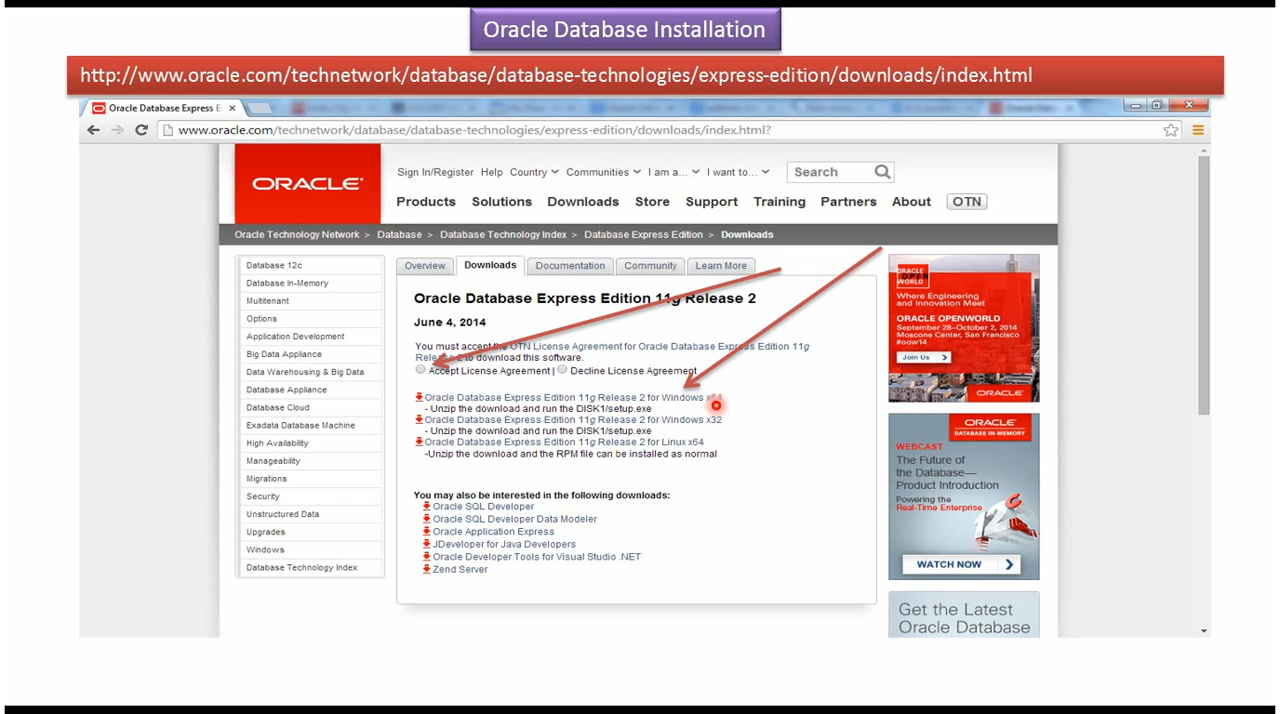 Oracle Database Installation
http://www.oracle.com/technetwork/database/database-technologies/express-edition/downloads/index.html
Oracle Database Express E
www.oracle.com/technetwork/database/database-technologies/express-edition/downloads/index.html?
ORACLE
Sign In/Register Help Country Communities I am a... I want to... Search
Products Solutions Downloads Store Support Training Partners About OTN
Oracle Technology Network > Database > Database Technology Index > Database Express Edition > Downloads
Database 12c
Database In-Memory
Multitenant
Options
Application Development
Big Data Appliance
Data Warehousing & Big Data
Database Appliance
Database Cloud
Exadata Database Machine
High Availability
Manageability
Migrations
Security
Unstructured Data
Upgrades
Windows
Database Technology Index
Overview Downloads Documentation Community Learn More
Oracle Database Express Edition 11g Release 2
June 4, 2014
You must accept the OTN License Agreement for Oracle Database Express Edition 11g
Release 2 to download this software.
Accept License Agreement | Decline License Agreement
Oracle Database Express Edition 11g Release 2 for Windows x64
- Unzip the download and run the DISK1/setup.exe
Oracle Database Express Edition 11g Release 2 for Windows x32
- Unzip the download and run the DISK1/setup.exe
Oracle Database Express Edition 11g Release 2 for Linux x64
-Unzip the download and the RPM file can be installed as normal
You may also be interested in the following downloads:
Oracle SQL Developer
Oracle SQL Developer Data Modeler
Oracle Application Express
JDeveloper for Java Developers
Oracle Developer Tools for Visual Studio .NET
Zend Server
ORACLE
OPEN
WORLD
Where Engineering
and Innovation Meet
ORACLE OPENWORLD
September 28–October 2, 2014
Moscone Center, San Francisco
#oow14
Join Us
ORACLE
ORACLE
DATABASE IN-MEMORY
WEBCAST
The Future of
the Database—
Product Introduction
Powering the
Real-Time Enterprise
WATCH NOW
Get the Latest
Oracle Database